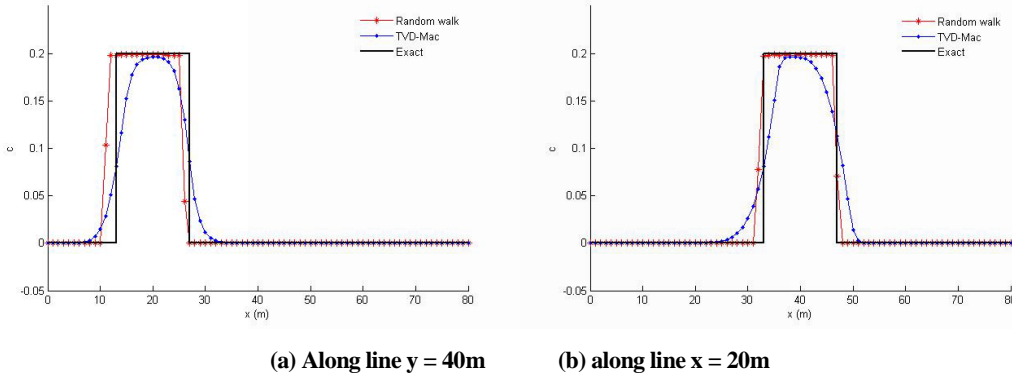 Random walk
TVD-Mac
Exact
0.2
0.15
0.1
0.05
0
-0.05
c
0 10 20 30 40 50 60 70 80
x (m)
Random walk
TVD-Mac
Exact
0.2
0.15
0.1
0.05
0
-0.05
c
0 10 20 30 40 50 60 70 80
x (m)
(a) Along line y = 40m (b) along line x = 20m